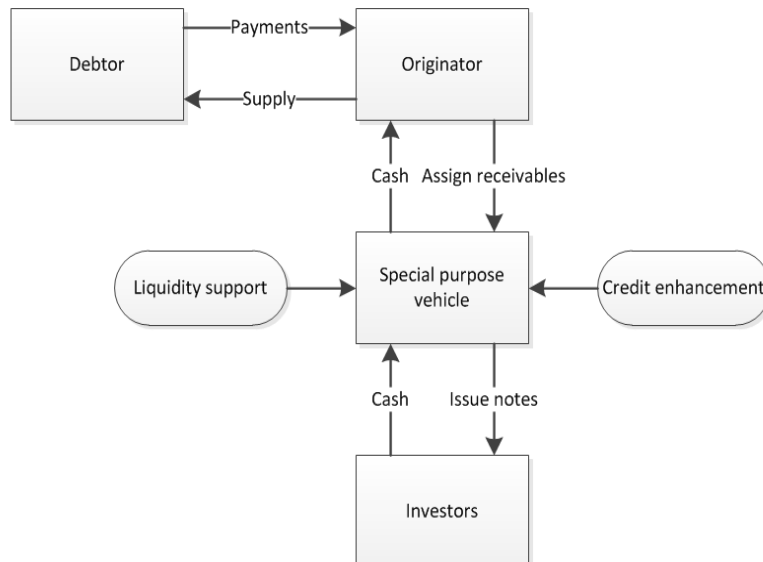 Payments
Debtor
Originator
Supply
Cash
Assign receivables
Liquidity support
Special purpose
vehicle
Credit enhancement
Cash
Issue notes
Investors